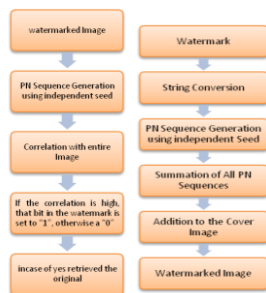 watermarked Image
PN Sequence Generation
using independent seed
Correlation with entire
Image
If the correlation is high,
that bit in the watermark is
set to "1", otherwise a "0"
incase of yes retrieved the
original
Watermark
String Conversion
PN Sequence Generation
using independent Seed
Summation of All PN
Sequences
Addition to the Cover
Image
Watermarked Image